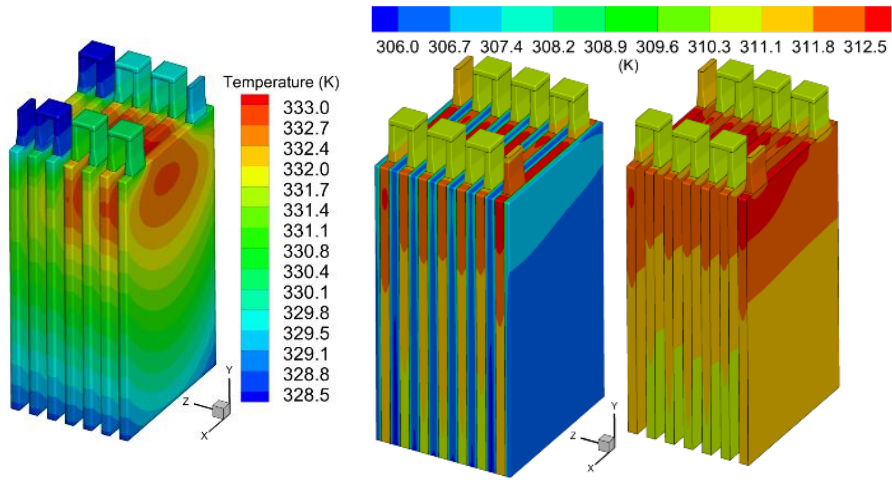 306.0 306.7 307.4 308.2 308.9 309.6 310.3 311.1 311.8 312.5
(K)
Temperature (K)
333.0
332.7
332.4
332.0
331.7
331.4
331.1
330.8
330.4
330.1
329.8
329.5
329.1
328.8
328.5
Y
Z
X
Y
Z
X